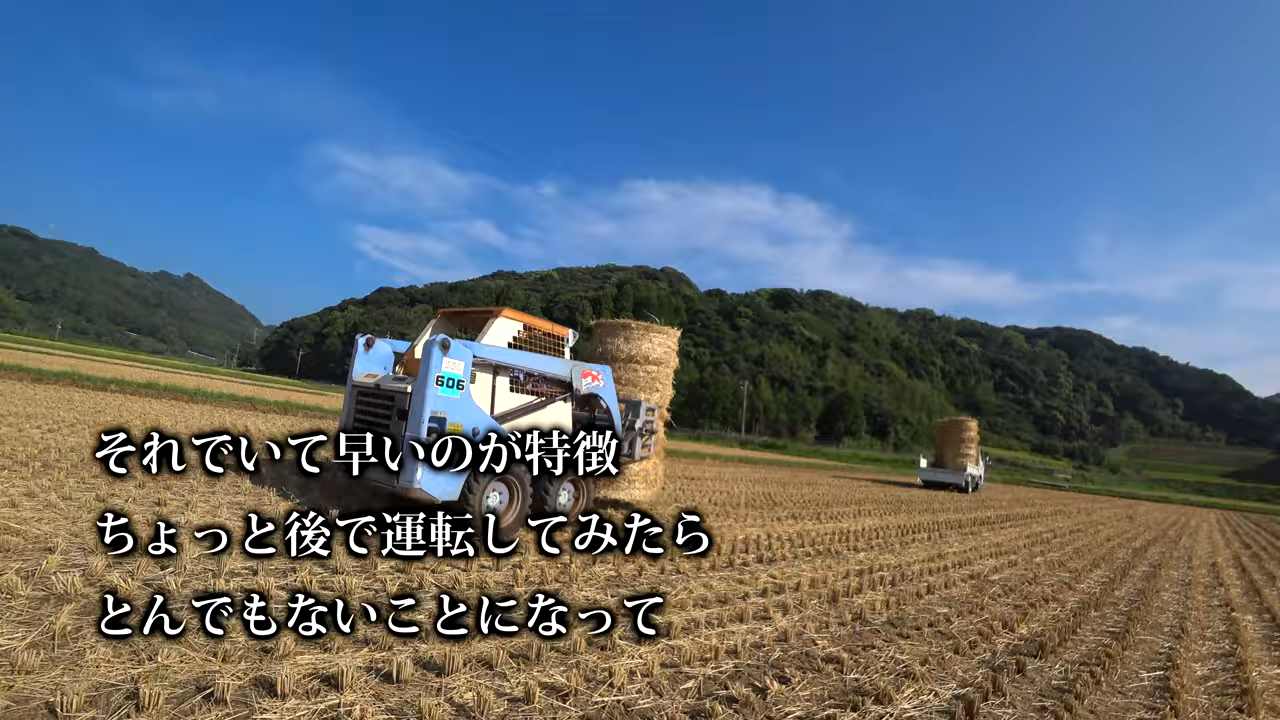 606
それでいて早いのが特徴
ちょっと後で運転してみたら
とんでもないことになって